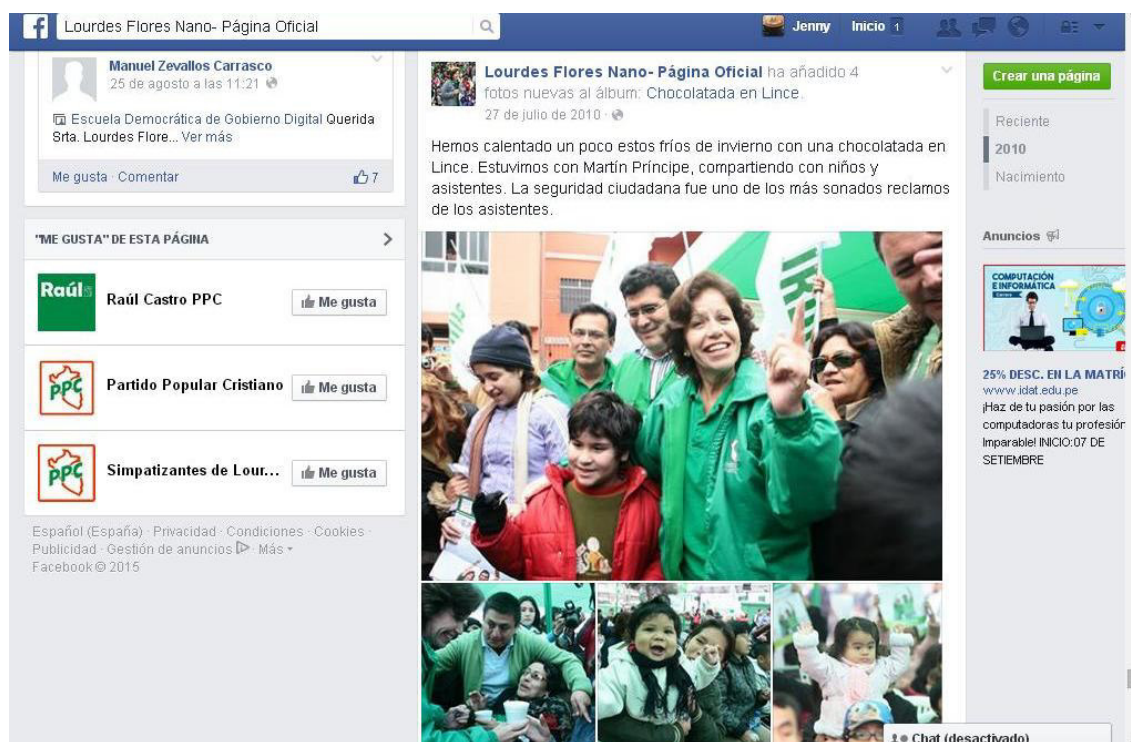 Lourdes Flores Nano- Página Oficial
Jenny Inicio 1
Manuel Zevallos Carrasco
25 de agosto a las 11:21
Escuela Democrática de Gobierno Digital Querida
Srta. Lourdes Flore... Ver más
Me gusta · Comentar 7
"ME GUSTA" DE ESTA PÁGINA
Raúl
Raúl Castro PPC
Me gusta
PPC
Partido Popular Cristiano
Me gusta
PPC
Simpatizantes de Lour...
Me gusta
Español (España) · Privacidad · Condiciones · Cookies ·
Publicidad · Gestión de anuncios · Más
Facebook © 2015
Lourdes Flores Nano- Página Oficial ha añadido 4
fotos nuevas al álbum: Chocolatada en Lince.
27 de julio de 2010 ·
Hemos calentado un poco estos fríos de invierno con una chocolatada en
Lince. Estuvimos con Martín Príncipe, compartiendo con niños y
asistentes. La seguridad ciudadana fue uno de los más sonados reclamos
de los asistentes.
Crear una página
Reciente
2010
Nacimiento
Anuncios
COMPUTACIÓN
E INFORMÁTICA
25% DESC. EN LA MATRÍ
www.idat.edu.pe
¡Haz de tu pasión por las
computadoras tu profesión
Imparable! INICIO:07 DE
SETIEMBRE
Chat (desactivado)